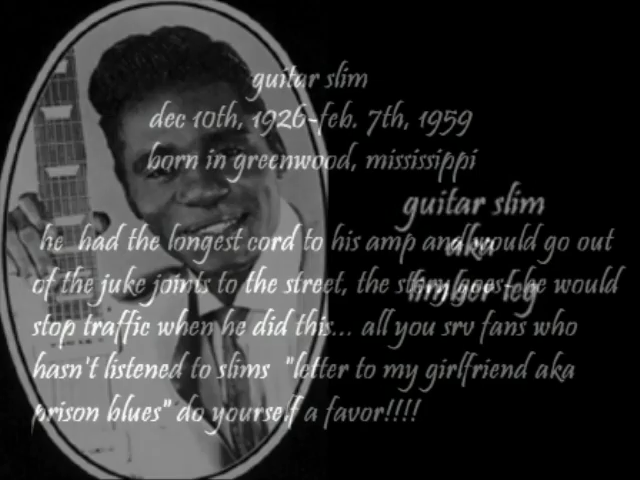 guitar slim
dec 10th, 1926-feb. 7th, 1959
born in greenwood, mississippi
guitar slim
aka
limber leg
he had the longest cord to his amp and would go out
of the juke joints to the street, the story goes he would
stop traffic when he did this... all you srv fans who
hasn't listened to slims "letter to my girlfriend aka
prison blues" do yourself a favor!!!!